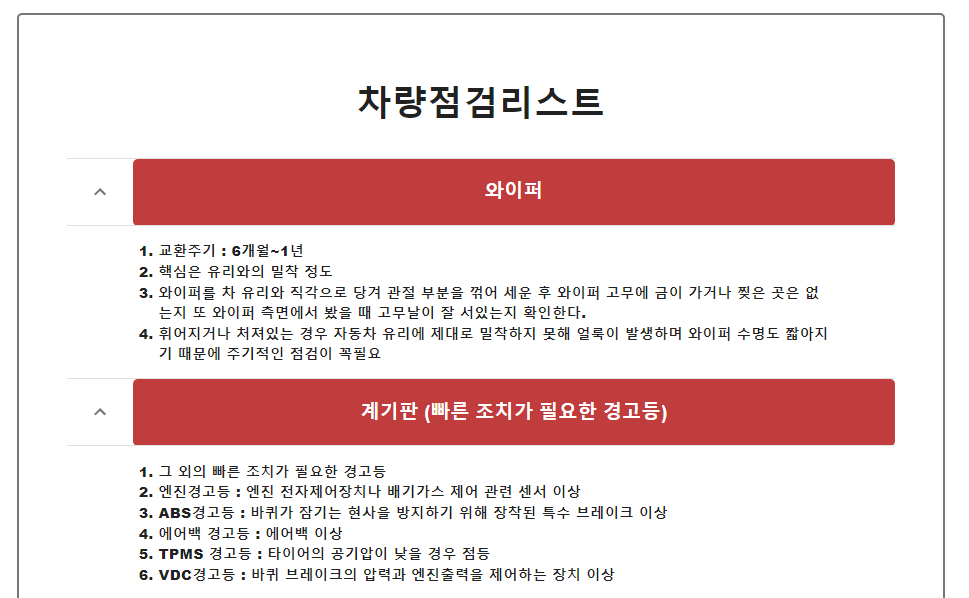 차량점검리스트
와이퍼
1. 교환주기 : 6개월~1년
2. 핵심은 유리와의 밀착 정도
3. 와이퍼를 차 유리와 직각으로 당겨 관절 부분을 꺾어 세운 후 와이퍼 고무에 금이 가거나 찢은 곳은 없
는지 또 와이퍼 측면에서 봤을 때 고무날이 잘 서있는지 확인한다.
4. 휘어지거나 처져있는 경우 자동차 유리에 제대로 밀착하지 못해 얼룩이 발생하며 와이퍼 수명도 짧아지
기 때문에 주기적인 점검이 꼭필요
계기판 (빠른 조치가 필요한 경고등)
1. 그 외의 빠른 조치가 필요한 경고등
2. 엔진경고등 : 엔진 전자제어장치나 배기가스 제어 관련 센서 이상
3. ABS경고등 : 바퀴가 잠기는 현사을 방지하기 위해 장착된 특수 브레이크 이상
4. 에어백 경고등 : 에어백 이상
5. TPMS 경고등 : 타이어의 공기압이 낮을 경우 점등
6. VDC경고등 : 바퀴 브레이크의 압력과 엔진출력을 제어하는 장치 이상